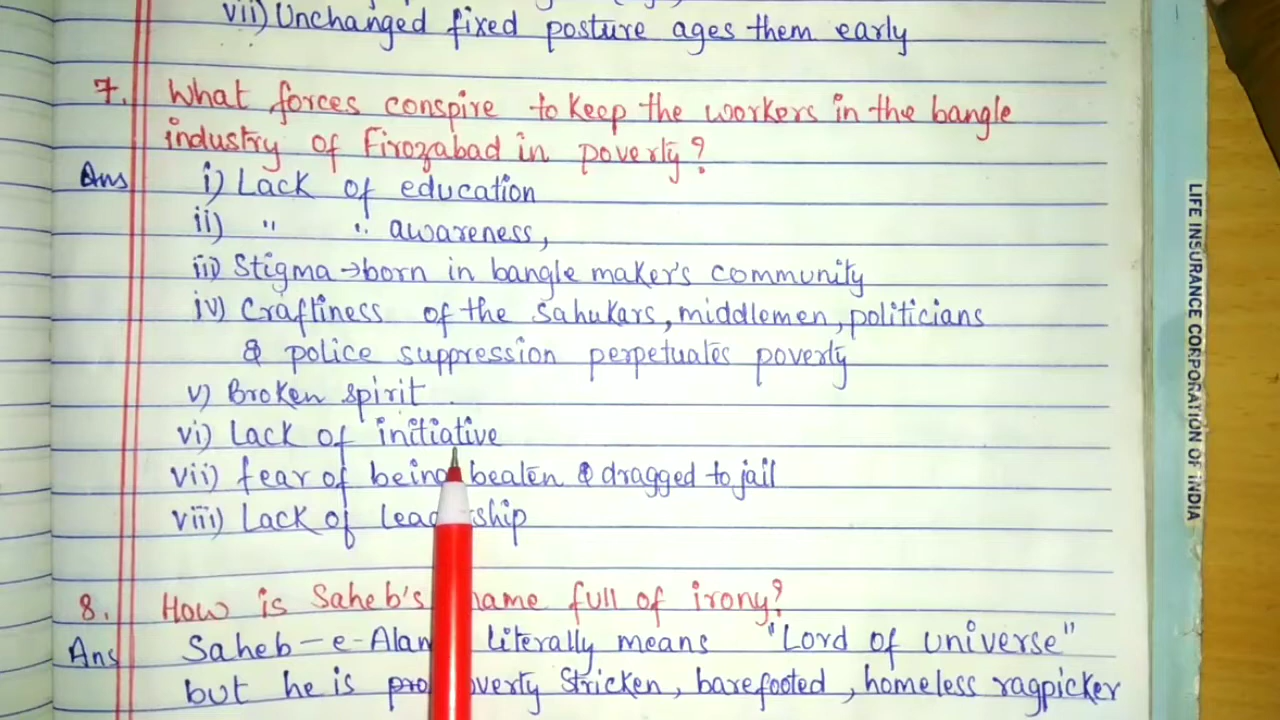 vii) Unchanged fixed posture ages them early
7. What forces conspire to keep the workers in the bangle
industry of Firozabad in poverty?
Ans i) Lack of education
ii) " " awareness,
iii) Stigma → born in bangle maker's community
iv) Craftiness of the Sahukars, middlemen, politicians
& police suppression perpetuates poverty
v) Broken spirit
vi) Lack of initiative
vii) fear of being beaten & dragged to jail
viii) Lack of leadership
8. How is Saheb's name full of irony?
Ans Saheb-e-Alam literally means "Lord of universe"
but he is poverty stricken, barefooted, homeless ragpicker
LIFE INSURANCE CORPORATION OF INDIA